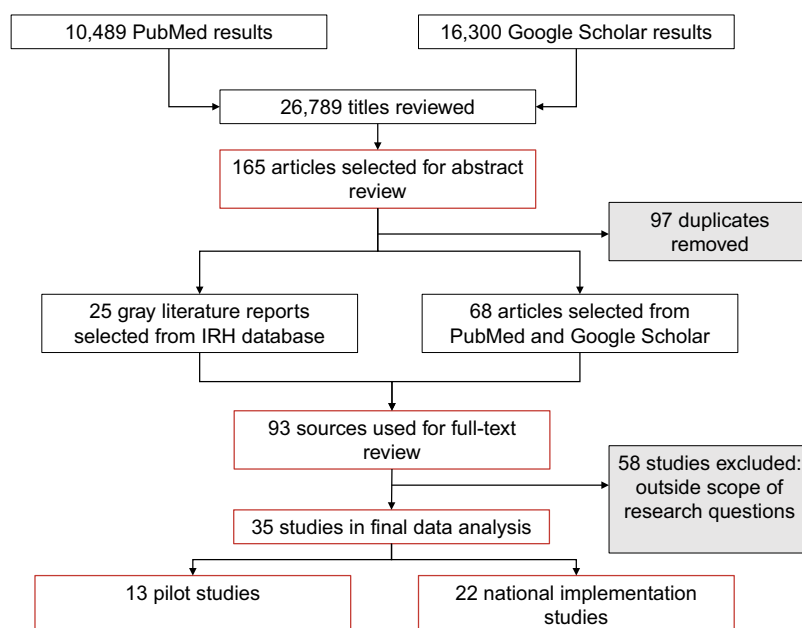 10,489 PubMed results
16,300 Google Scholar results
26,789 titles reviewed
165 articles selected for abstract
review
97 duplicates
removed
25 gray literature reports
selected from IRH database
68 articles selected from
PubMed and Google Scholar
93 sources used for full-text
review
58 studies excluded:
outside scope of
research questions
35 studies in final data analysis
13 pilot studies
22 national implementation
studies